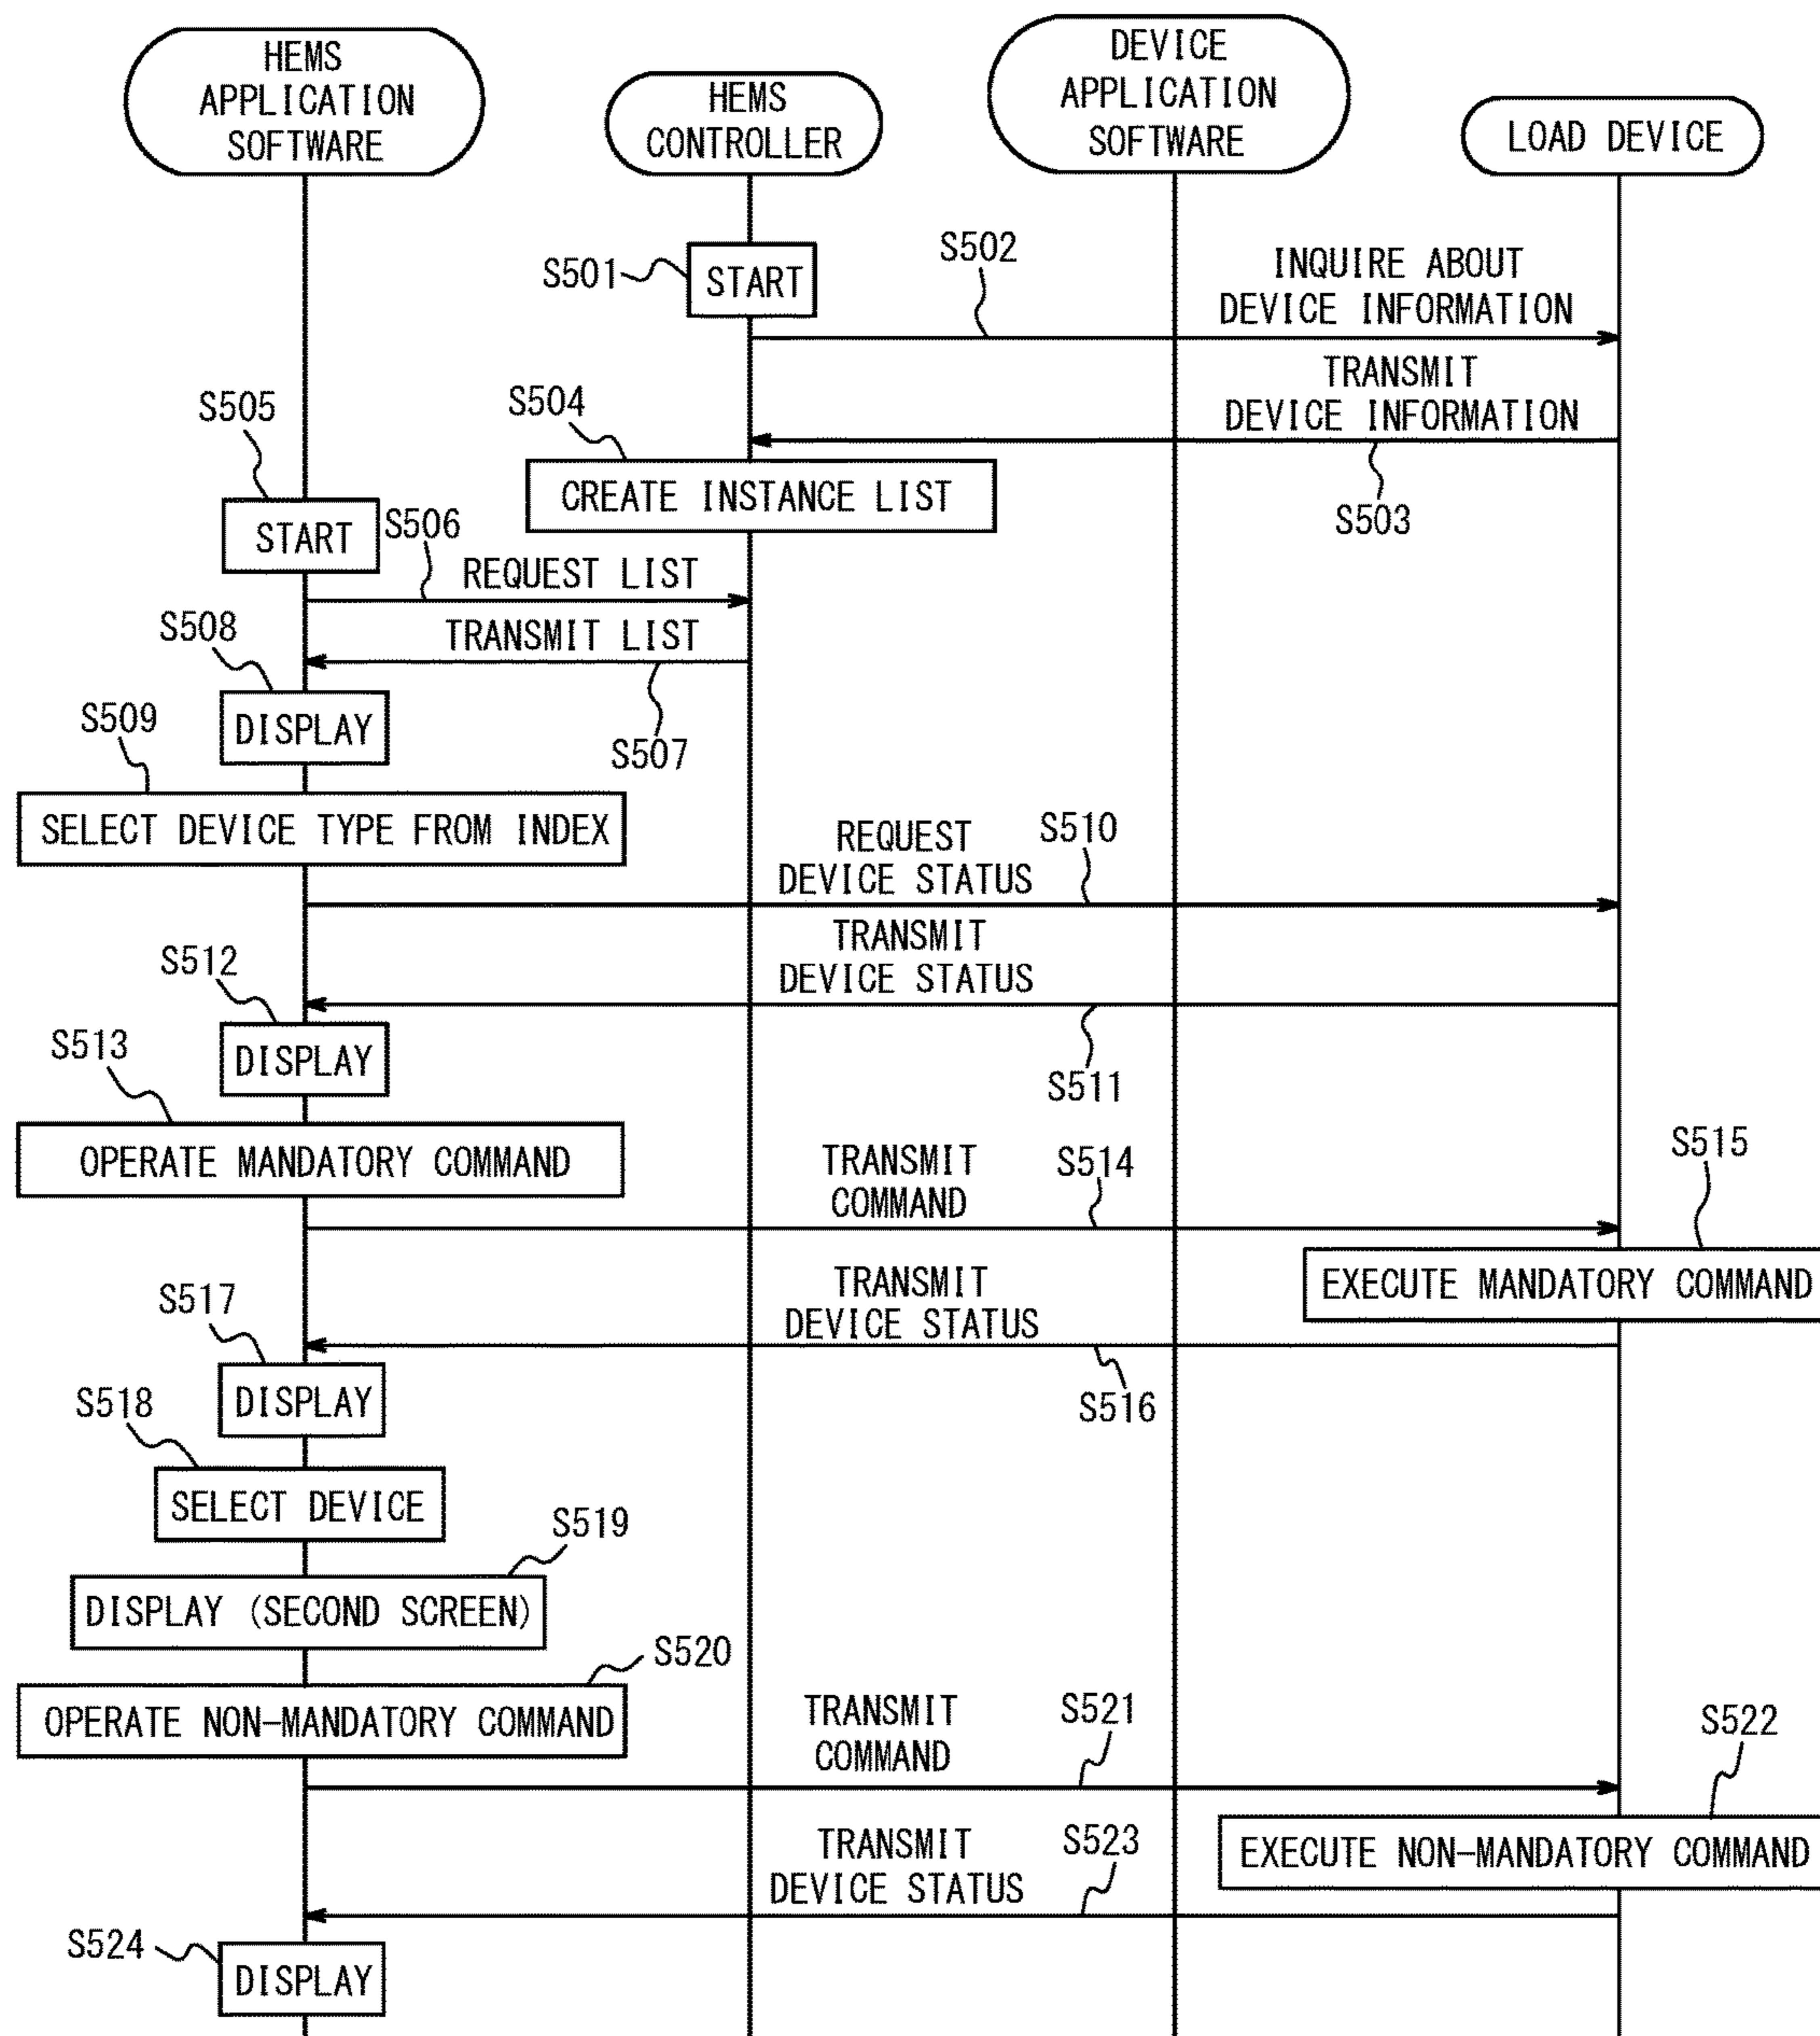 HEMS
APPLICATION
SOFTWARE
HEMS
CONTROLLER
DEVICE
APPLICATION
SOFTWARE
LOAD DEVICE
S501
START
S502
INQUIRE ABOUT
DEVICE INFORMATION
TRANSMIT
DEVICE INFORMATION
S503
S504
CREATE INSTANCE LIST
S505
START
S506
REQUEST LIST
TRANSMIT LIST
S507
S508
DISPLAY
S509
SELECT DEVICE TYPE FROM INDEX
REQUEST
DEVICE STATUS
S510
TRANSMIT
DEVICE STATUS
S511
S512
DISPLAY
S513
OPERATE MANDATORY COMMAND
TRANSMIT
COMMAND
S514
S515
EXECUTE MANDATORY COMMAND
TRANSMIT
DEVICE STATUS
S516
S517
DISPLAY
S518
SELECT DEVICE
S519
DISPLAY (SECOND SCREEN)
S520
OPERATE NON-MANDATORY COMMAND
TRANSMIT
COMMAND
S521
S522
EXECUTE NON-MANDATORY COMMAND
TRANSMIT
DEVICE STATUS
S523
S524
DISPLAY